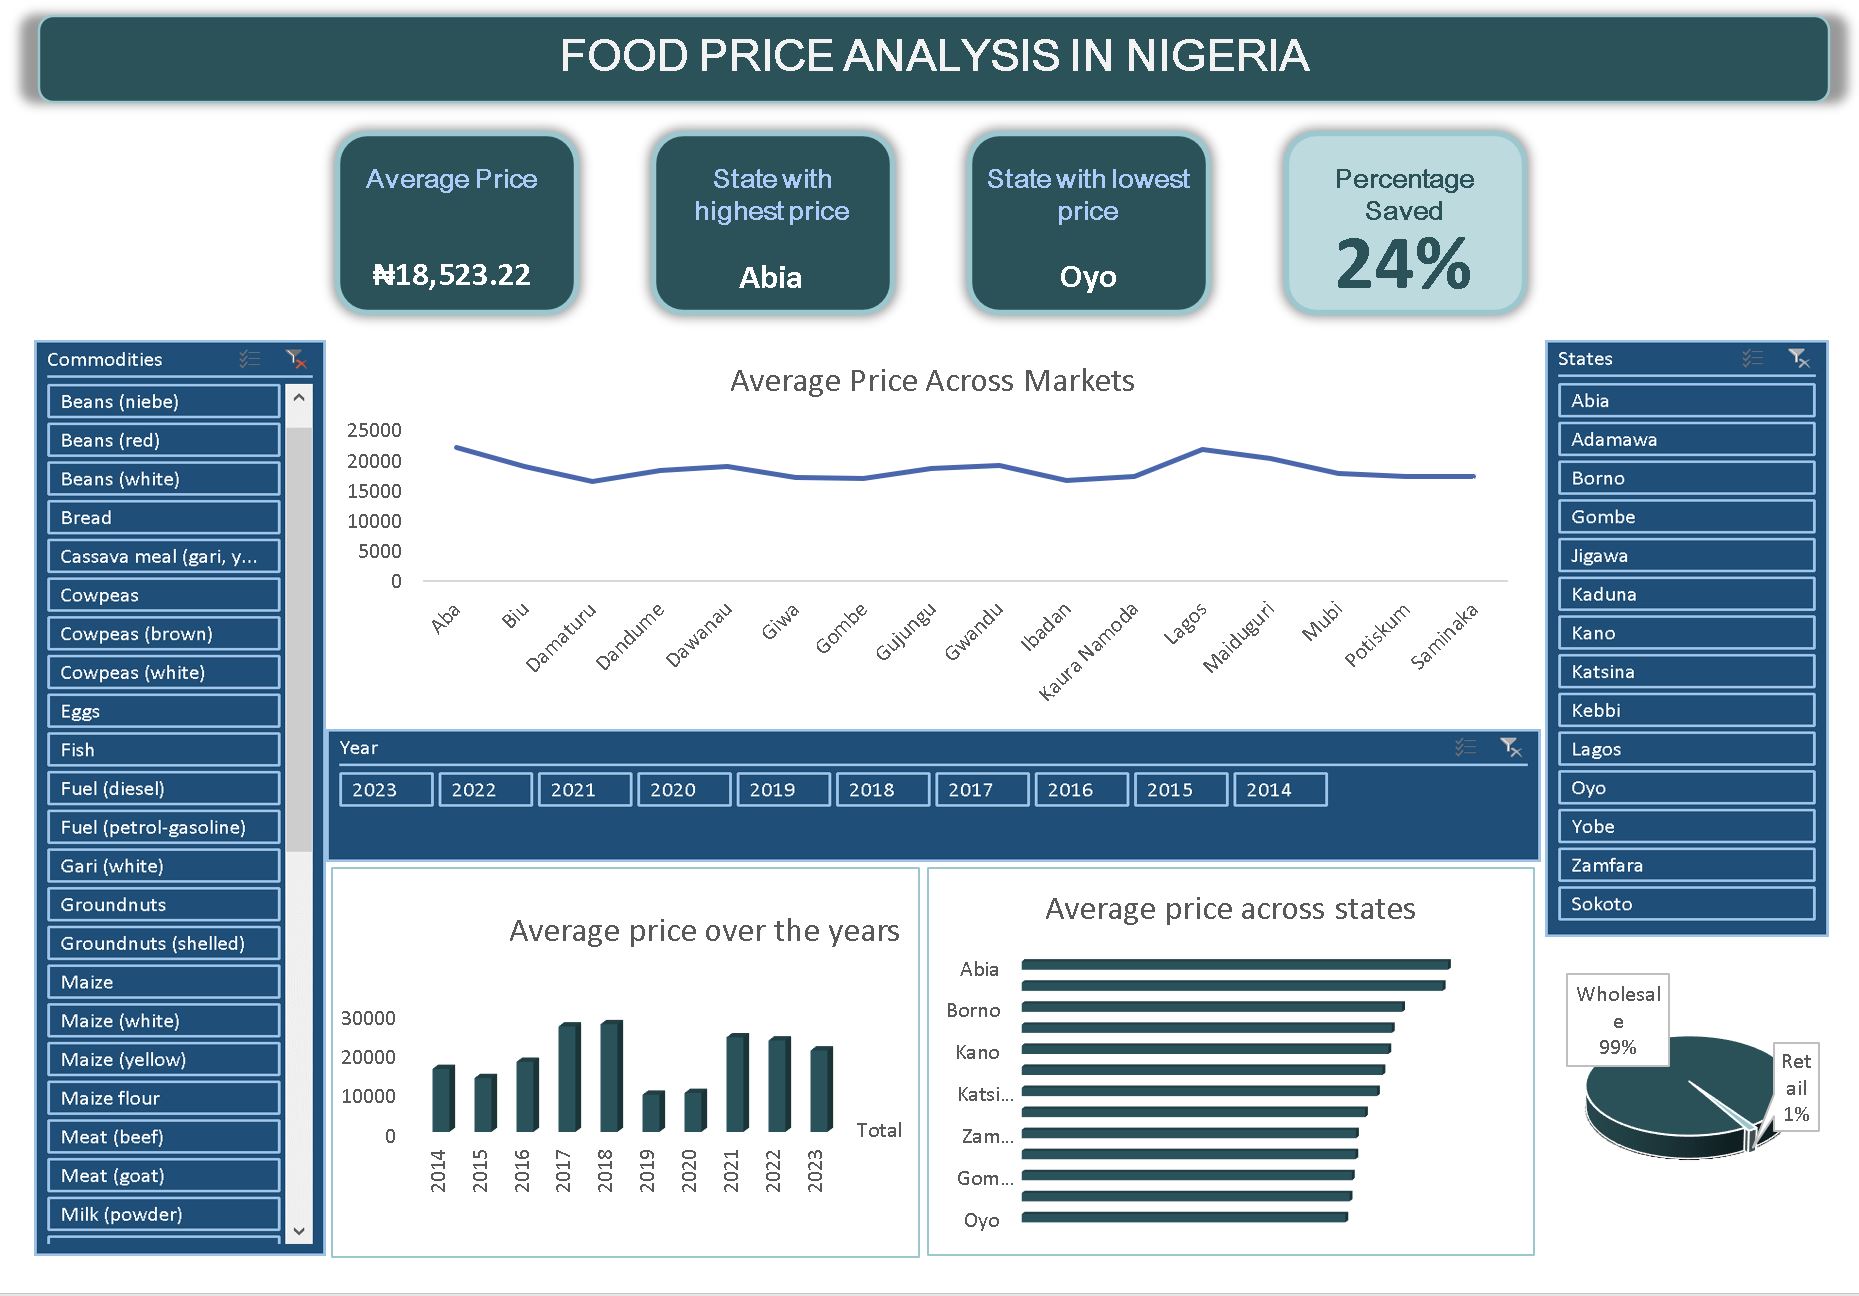 FOOD PRICE ANALYSIS IN NIGERIA
Average Price
₦18,523.22
State with
highest price
Abia
State with lowest
price
Oyo
Percentage
Saved
24%
Commodities
Beans (niebe)
Beans (red)
Beans (white)
Bread
Cassava meal (gari, y...
Cowpeas
Cowpeas (brown)
Cowpeas (white)
Eggs
Fish
Fuel (diesel)
Fuel (petrol-gasoline)
Gari (white)
Groundnuts
Groundnuts (shelled)
Maize
Maize (white)
Maize (yellow)
Maize flour
Meat (beef)
Meat (goat)
Milk (powder)
Average Price Across Markets
25000
20000
15000
10000
5000
0
Aba
Biu
Damaturu
Dandume
Dawanau
Giwa
Gombe
Gujungu
Gwandu
Ibadan
Kaura Namoda
Lagos
Maiduguri
Mubi
Potiskum
Saminaka
Year
2023 2022 2021 2020 2019 2018 2017 2016 2015 2014
Average price over the years
30000
20000
10000
0
2014
2015
2016
2017
2018
2019
2020
2021
2022
2023
Total
Average price across states
Abia
Borno
Kano
Katsi...
Zam...
Gom...
Oyo
States
Abia
Adamawa
Borno
Gombe
Jigawa
Kaduna
Kano
Katsina
Kebbi
Lagos
Oyo
Yobe
Zamfara
Sokoto
Wholesal
e
99%
Ret
ail
1%